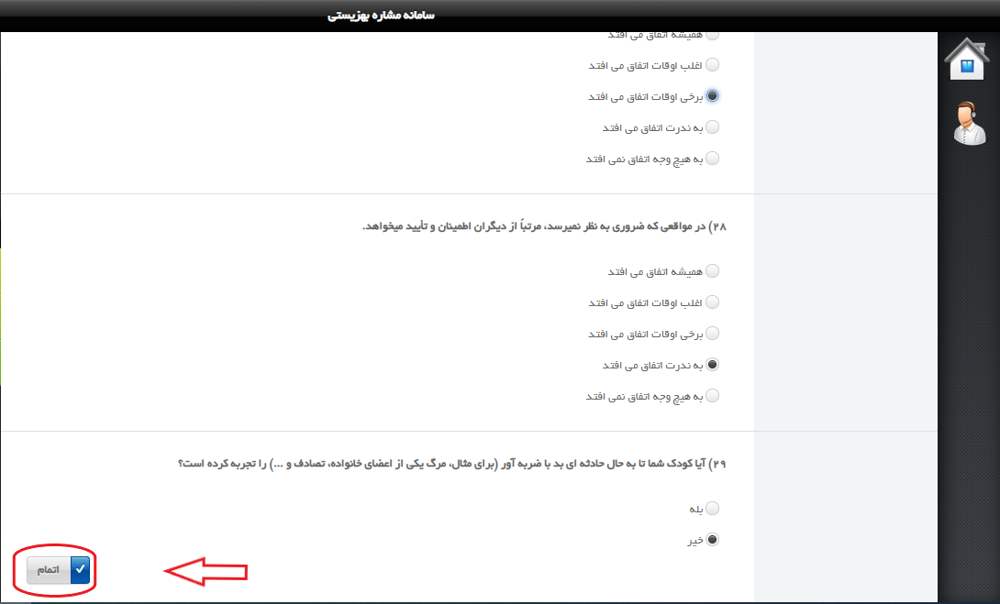 سامانه مشاره بهزیستی
همیشه اتفاق می افتد
اغلب اوقات اتفاق می افتد
برخی اوقات اتفاق می افتد
به ندرت اتفاق می افتد
به هیچ وجه اتفاق نمی افتد
۲۸) در مواقعی که ضروری به نظر نمیرسد، مرتباً از دیگران اطمینان و تأیید میخواهد.
همیشه اتفاق می افتد
اغلب اوقات اتفاق می افتد
برخی اوقات اتفاق می افتد
به ندرت اتفاق می افتد
به هیچ وجه اتفاق نمی افتد
۲۹) آیا کودک شما تا به حال حادثه ای بد با ضربه آور (برای مثال، مرگ یکی از اعضای خانواده، تصادف و ...) را تجربه کرده است؟
بله
خیر
اتمام